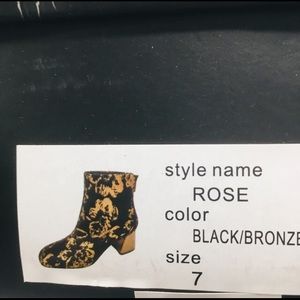 style name
ROSE
color
BLACK/BRONZE
size
7